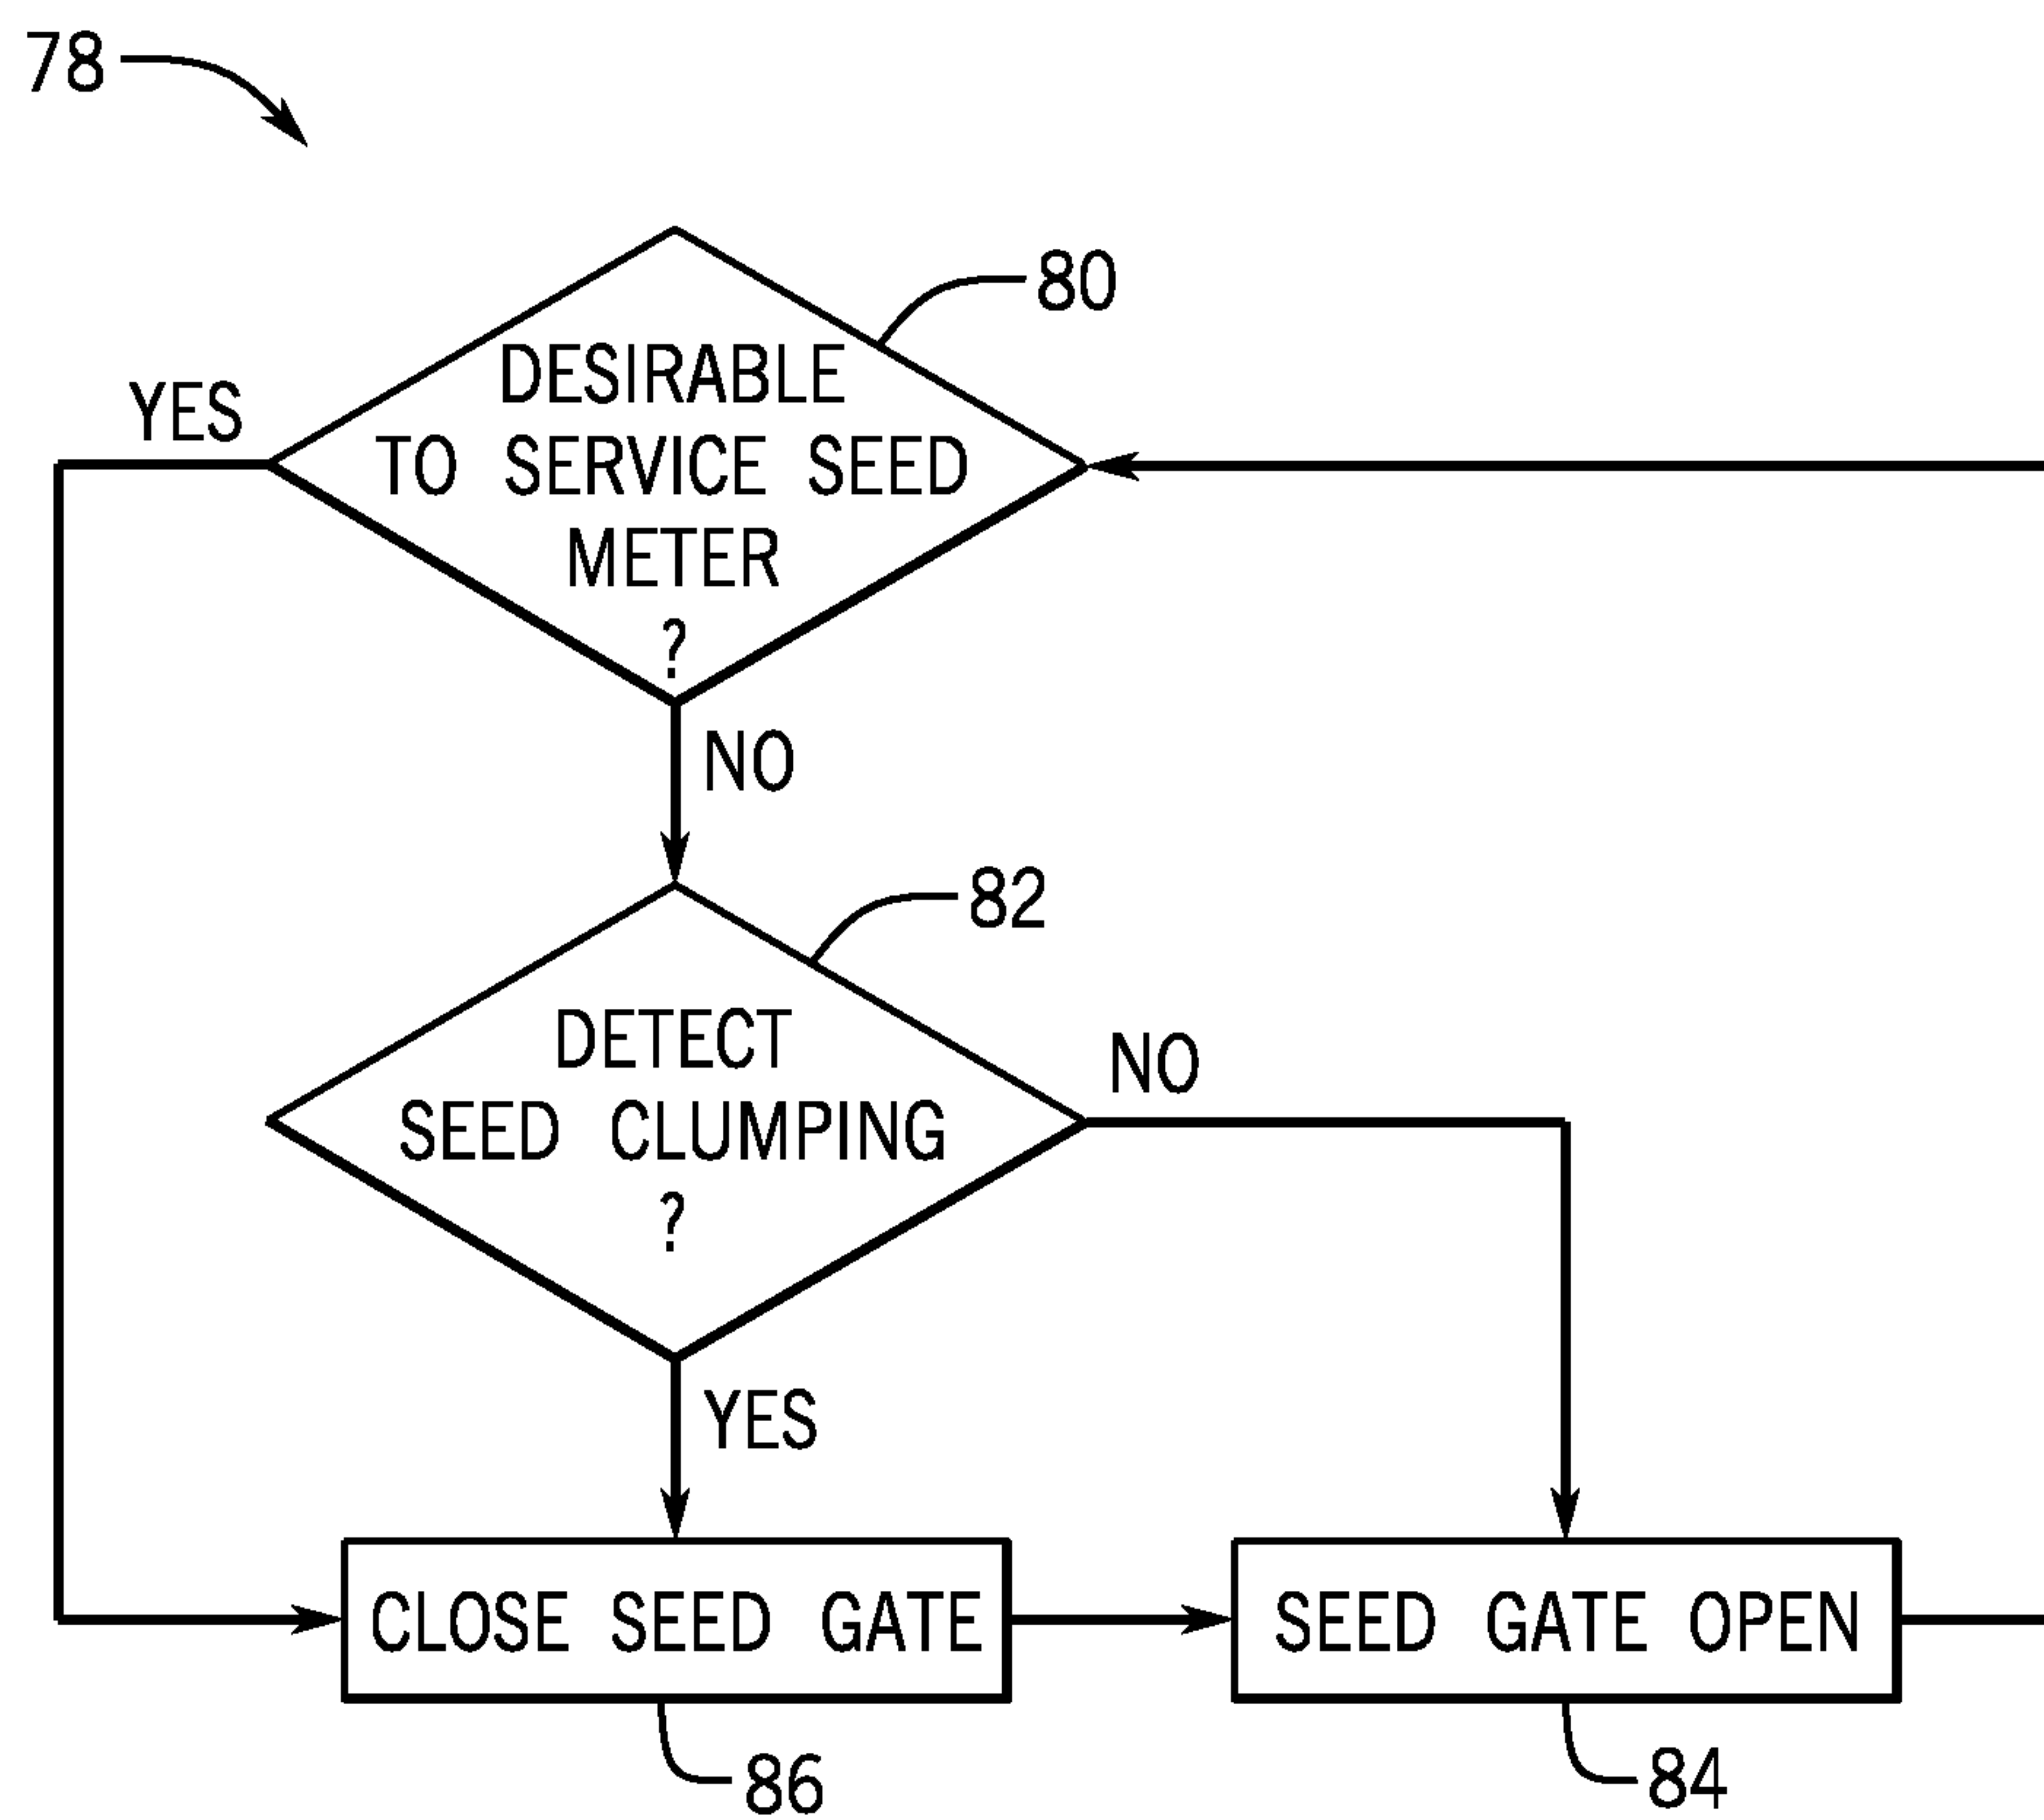 78
80
DESIRABLE
TO SERVICE SEED
METER
?
YES
NO
82
DETECT
SEED CLUMPING
?
NO
YES
CLOSE SEED GATE
SEED GATE OPEN
86
84